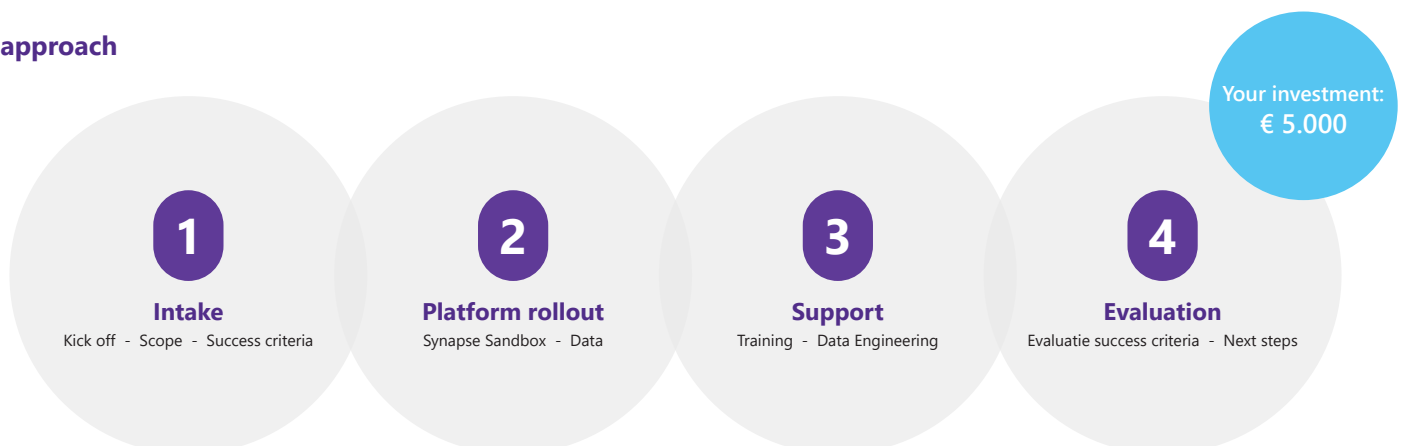 approach
Your investment:
€ 5.000
1
Intake
Kick off - Scope - Success criteria
2
Platform rollout
Synapse Sandbox - Data
3
Support
Training - Data Engineering
4
Evaluation
Evaluatie success criteria - Next steps